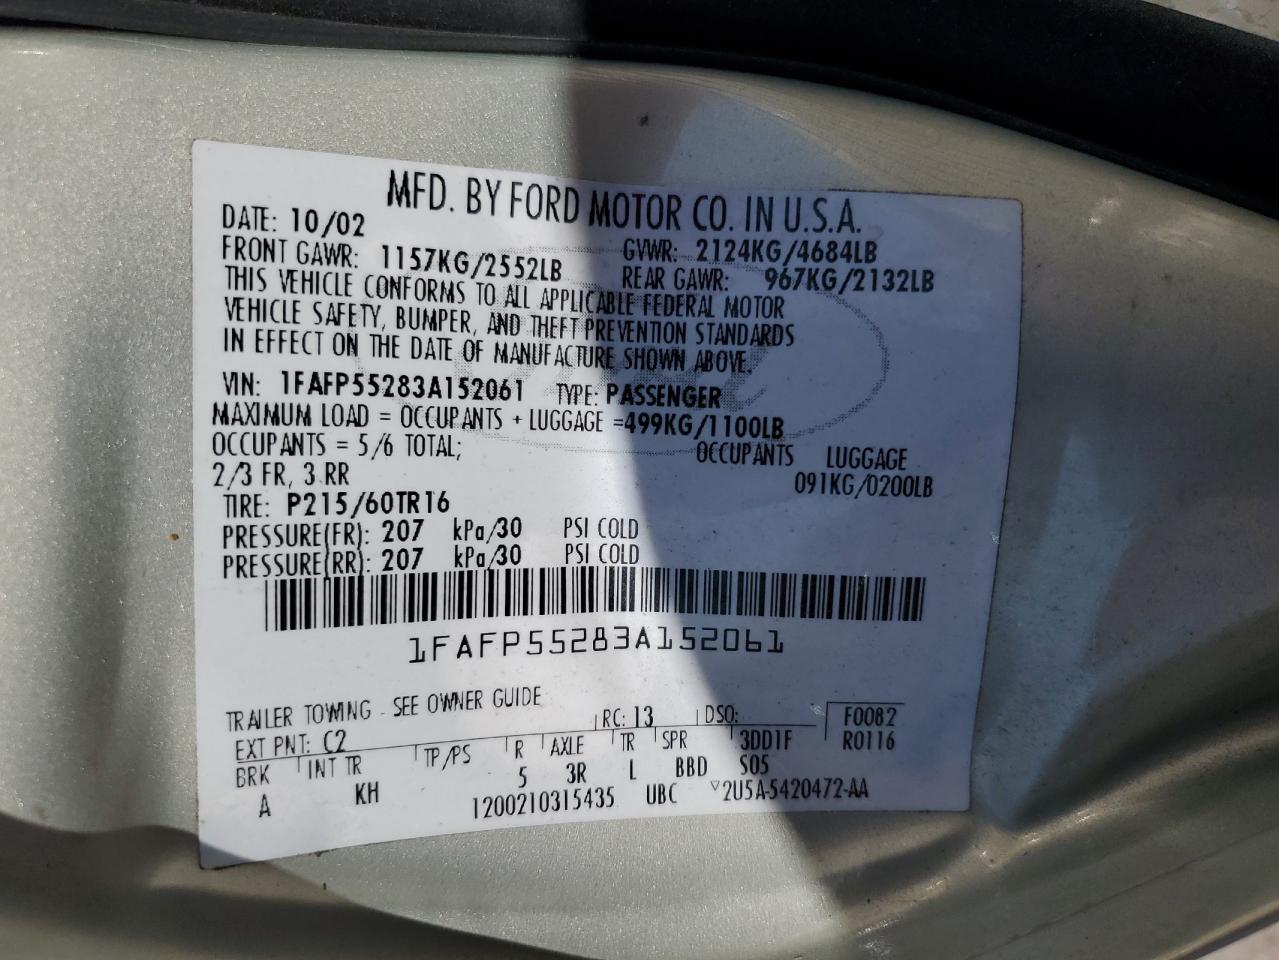 MFD. BY FORD MOTOR CO. IN U.S.A.
DATE: 10/02
FRONT GAWR: 1157KG/2552LB GVWR: 2124KG/4684LB
REAR GAWR: 967KG/2132LB
THIS VEHICLE CONFORMS TO ALL APPLICABLE FEDERAL MOTOR
VEHICLE SAFETY, BUMPER, AND THEFT PREVENTION STANDARDS
IN EFFECT ON THE DATE OF MANUFACTURE SHOWN ABOVE.
VIN: 1FAFP55283A152061 TYPE: PASSENGER
MAXIMUM LOAD = OCCUPANTS + LUGGAGE =499KG/1100LB
OCCUPANTS = 5/6 TOTAL; OCCUPANTS LUGGAGE
2/3 FR, 3 RR 091KG/0200LB
TIRE: P215/60TR16
PRESSURE(FR): 207 kPa/30 PSI COLD
PRESSURE(RR): 207 kPa/30 PSI COLD
1FAFP55283A152061
TRAILER TOWING - SEE OWNER GUIDE
EXT PNT: C2 RC: 13 DSO: F0082
BRK INT TR TP/PS R AXLE TR SPR 3DD1F R0116
A KH 5 3R L BBD S05
1200210315435 UBC ▽2U5A-5420472-AA